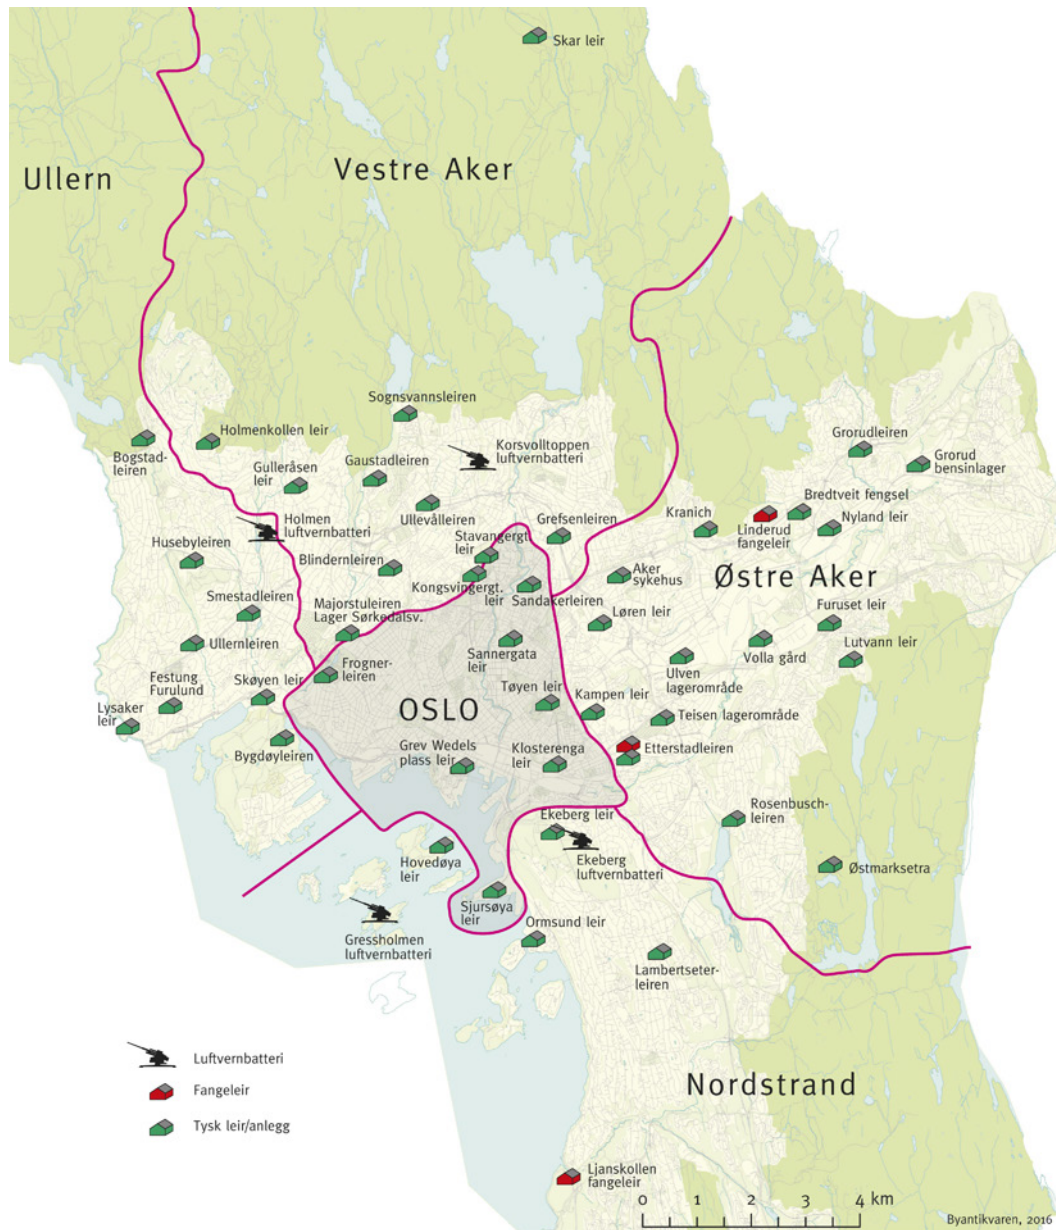 Skar leir
Ullern
Vestre Aker
Sognsvannsleiren
Holmenkollen leir
Bogstad-
leiren
Gulleråsen
leir
Gaustadleiren
Korsvolltoppen
luftvernbatteri
Grorudleiren
Grorud
bensinlager
Bredtveit fengsel
Linderud
fangeleir
Nyland leir
Kranich
Ullevålleiren
Holmen
luftvernbatteri
Stavangergt.
leir
Grefsenleiren
Husebyleiren
Blindernleiren
Kongsvingergt.
leir
Sandakerleiren
Aker
sykehus
Østre Aker
Smestadleiren
Majorstuleiren
Lager Sørkedalsv.
Løren leir
Furuset leir
Ullernleiren
Sannergata
leir
Volla gård
Lutvann leir
Ulven
lagerområde
Frogner-
leiren
Festung
Furulund
Skøyen leir
Lysaker
leir
OSLO
Tøyen leir
Kampen leir
Teisen lagerområde
Bygdøyleiren
Grev Wedels
plass leir
Klosterenga
leir
Etterstadleiren
Ekeberg leir
Rosenbusch-
leiren
Hovedøya
leir
Ekeberg
luftvernbatteri
Østmarksetra
Sjursøya
leir
Gressholmen
luftvernbatteri
Ormsund leir
Lambertseter-
leiren
Luftvernbatteri
Fangeleir
Tysk leir/anlegg
Nordstrand
Ljanskollen
fangeleir
0 1 2 3 4 km
Byantikvaren, 2016